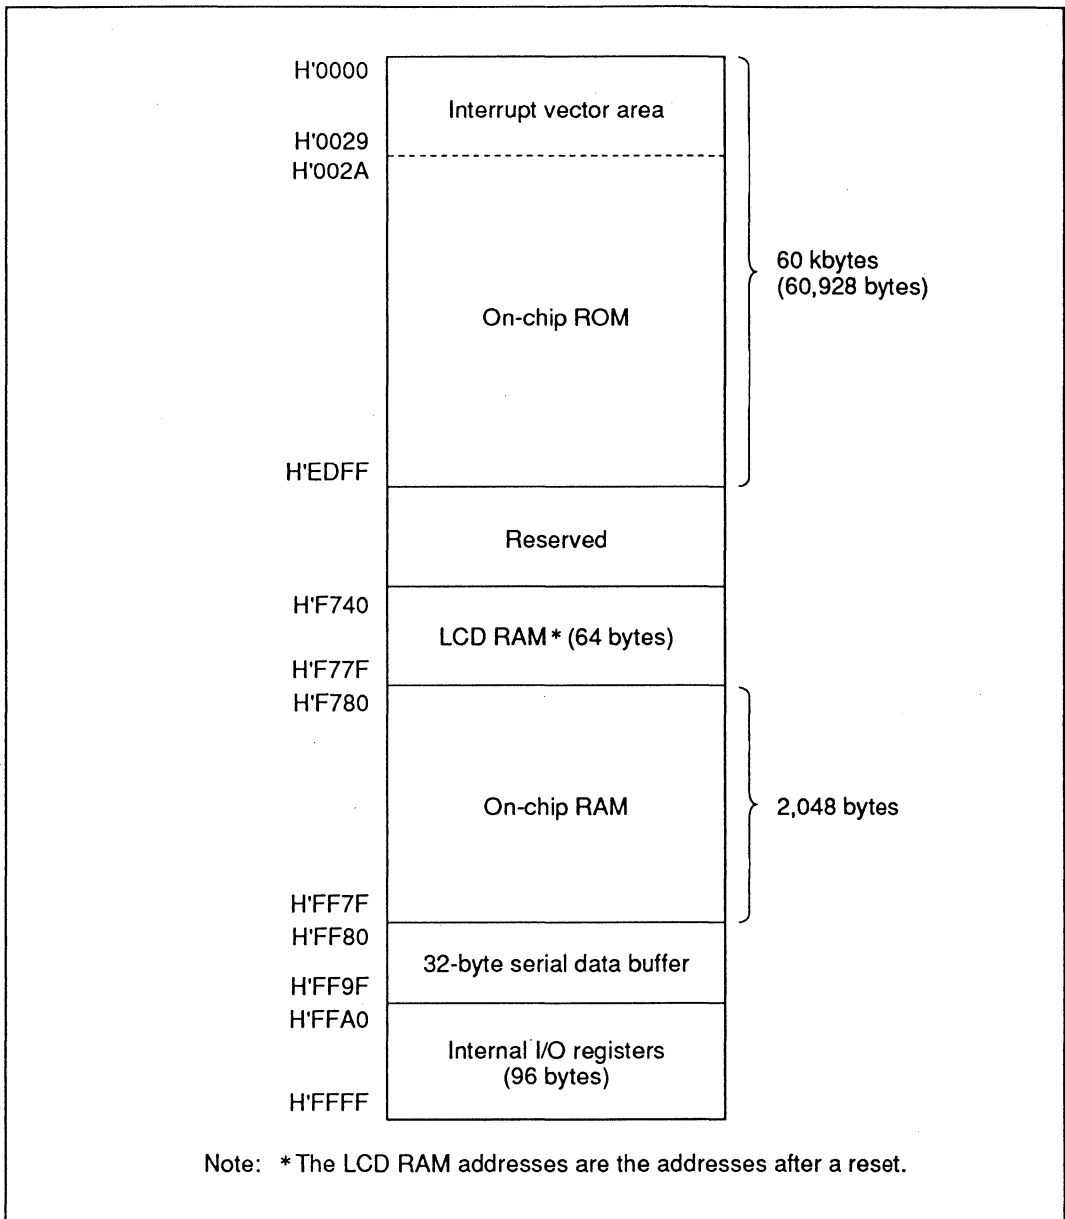 H'0000
Interrupt vector area
H'0029
H'002A
60 kbytes
(60,928 bytes)
On-chip ROM
H'EDFF
Reserved
H'F740
LCD RAM* (64 bytes)
H'F77F
H'F780
On-chip RAM
2,048 bytes
H'FF7F
H'FF80
32-byte serial data buffer
H'FF9F
H'FFA0
Internal I/O registers
(96 bytes)
H'FFFF
Note: * The LCD RAM addresses are the addresses after a reset.